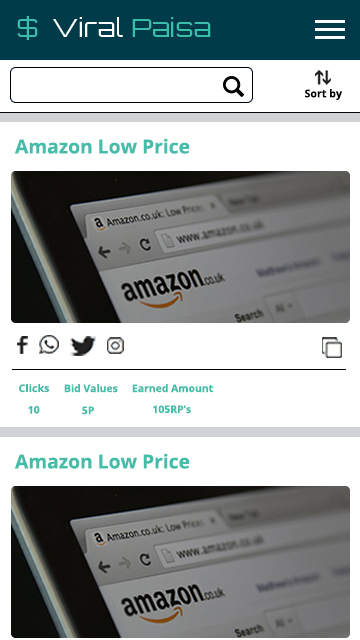 $ Viral Paisa
Sort by
Amazon Low Price
a Amazon.co.uk: Low Prices x New Tab
www.amazon.co.uk
amazon.co.uk
Search All
Clicks Bid Values Earned Amount
10 5P 105RP's
Amazon Low Price
a Amazon.co.uk: Low Prices x New Tab
www.amazon.co.uk
amazon.co.uk
Search All